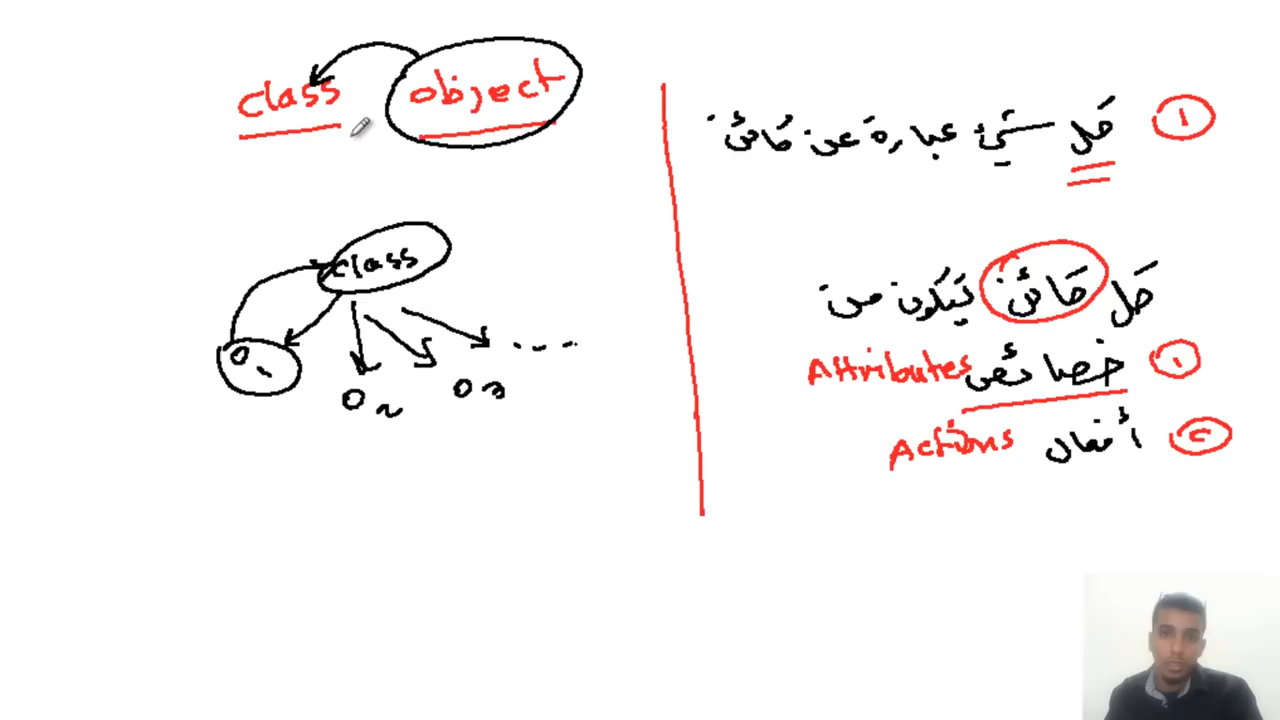 class object
class
o1
o2 o3 ....
١ كل شيئ عبارة عن كائن
كل كائن يتكون من
١ خصائص Attributes
٢ أفعال Actions